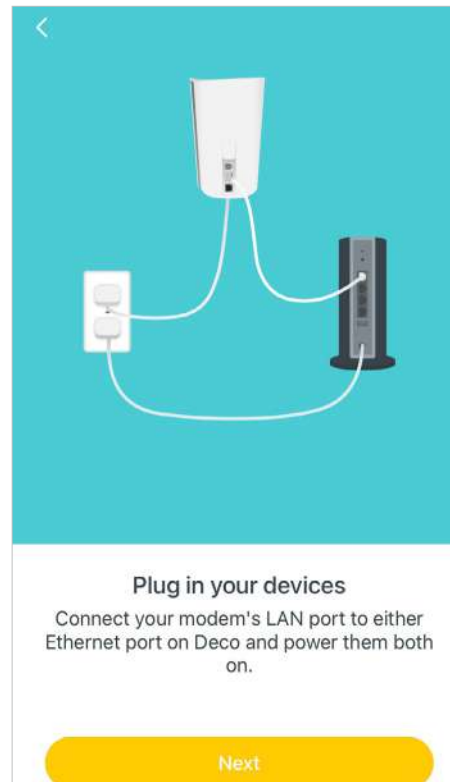 Plug in your devices
Connect your modem's LAN port to either
Ethernet port on Deco and power them both
on.
Next